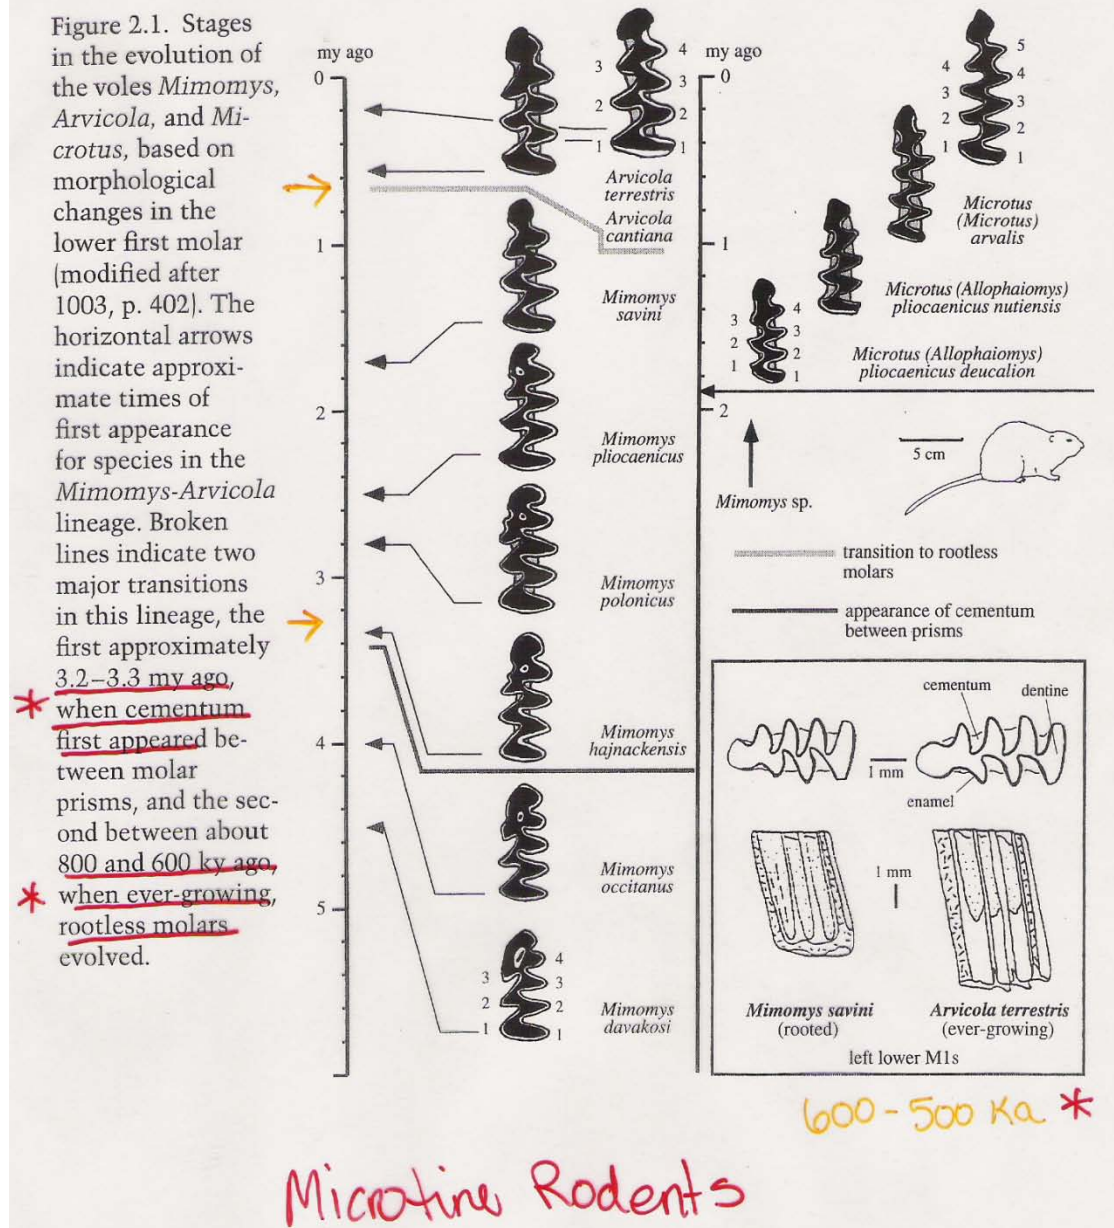 Figure 2.1. Stages
in the evolution of
the voles Mimomys,
Arvicola, and Mi-
crotus, based on
morphological
changes in the
lower first molar
(modified after
1003, p. 402). The
horizontal arrows
indicate approxi-
mate times of
first appearance
for species in the
Mimomys-Arvicola
lineage. Broken
lines indicate two
major transitions
in this lineage, the
first approximately
3.2–3.3 my ago,
* when cementum
first appeared be-
tween molar
prisms, and the sec-
ond between about
800 and 600 ky ago,
* when ever-growing,
rootless molars
evolved.
my ago
0
1
2
3
4
5
4
3
3
2
2
1
1
Arvicola
terrestris
Arvicola
cantiana
Mimomys
savini
Mimomys
pliocaenicus
Mimomys
polonicus
Mimomys
hajnackensis
Mimomys
occitanus
4
3
3
2
2
1
1
Mimomys
davakosi
my ago
0
1
2
5
4
4
3
3
2
2
1
1
Microtus
(Microtus)
arvalis
Microtus (Allophaiomys)
pliocaenicus nutiensis
4
3
3
2
2
1
1
Microtus (Allophaiomys)
pliocaenicus deucalion
Mimomys sp.
5 cm
transition to rootless
molars
appearance of cementum
between prisms
cementum
dentine
1 mm
enamel
1 mm
Mimomys savini
(rooted)
Arvicola terrestris
(ever-growing)
left lower M1s
600-500 Ka *
Microtine Rodents